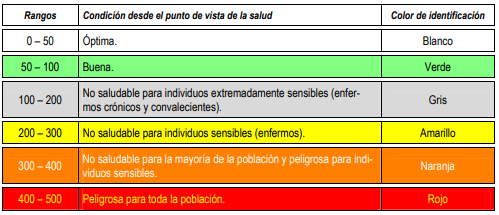 Rangos Condición desde el punto de vista de la salud Color de identificación
0 – 50 Óptima. Blanco
50 – 100 Buena. Verde
100 – 200 No saludable para individuos extremadamente sensibles (enfer-
mos crónicos y convalecientes). Gris
200 – 300 No saludable para individuos sensibles (enfermos). Amarillo
300 – 400 No saludable para la mayoría de la población y peligrosa para indi-
viduos sensibles. Naranja
400 – 500 Peligrosa para toda la población. Rojo